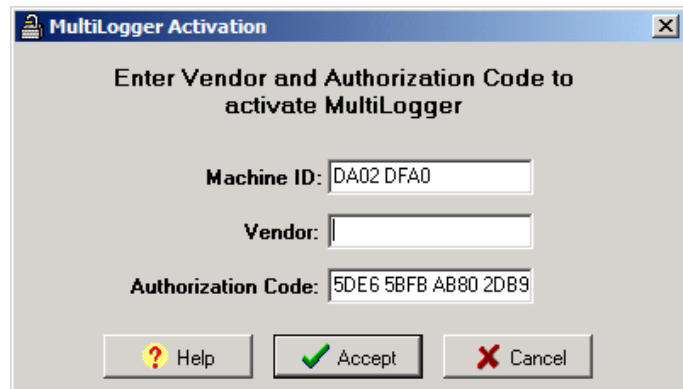 MultiLogger Activation
Enter Vendor and Authorization Code to
activate MultiLogger
Machine ID: DA02 DFA0
Vendor:
Authorization Code: 5DE6 5BFB AB80 2DB9
? Help Accept Cancel